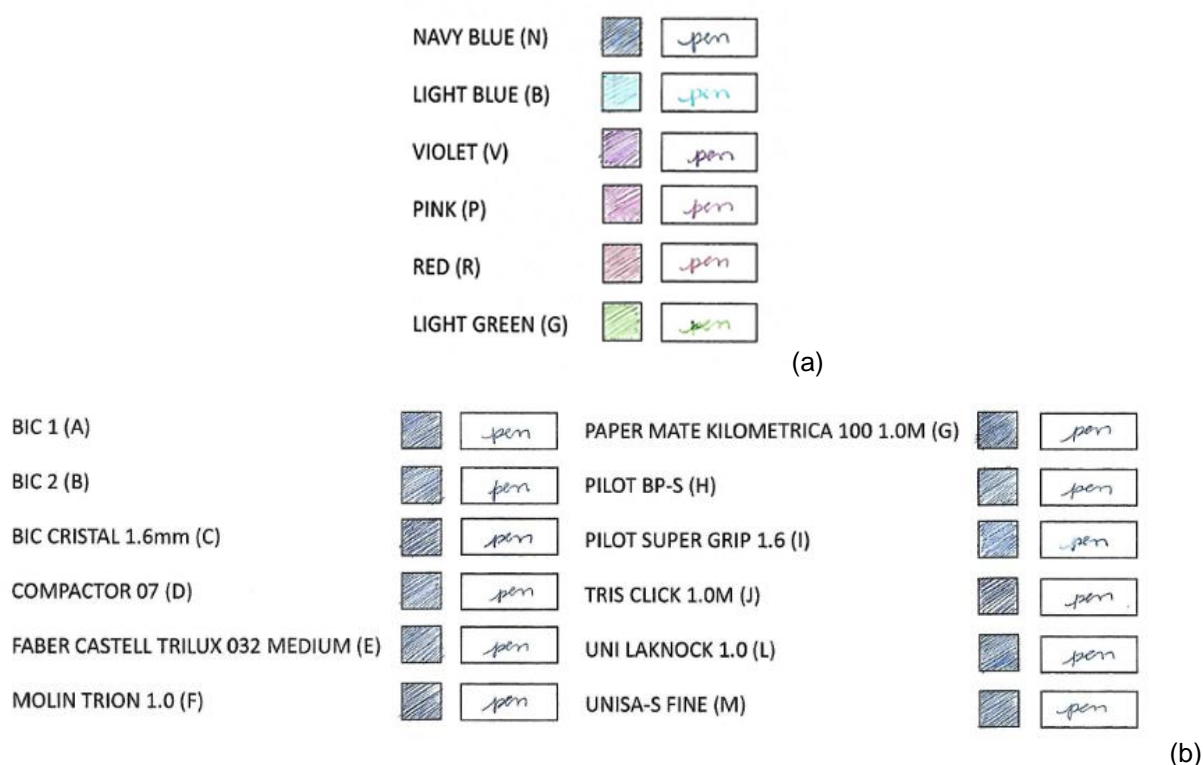 NAVY BLUE (N) pen
LIGHT BLUE (B) pen
VIOLET (V) pen
PINK (P) pen
RED (R) pen
LIGHT GREEN (G) pen
(a)
BIC 1 (A) pen
BIC 2 (B) pen
BIC CRISTAL 1.6mm (C) pen
COMPACTOR 07 (D) pen
FABER CASTELL TRILUX 032 MEDIUM (E) pen
MOLIN TRION 1.0 (F) pen
PAPER MATE KILOMETRICA 100 1.0M (G) pen
PILOT BP-S (H) pen
PILOT SUPER GRIP 1.6 (I) pen
TRIS CLICK 1.0M (J) pen
UNI LAKNOCK 1.0 (L) pen
UNISA-S FINE (M) pen
(b)